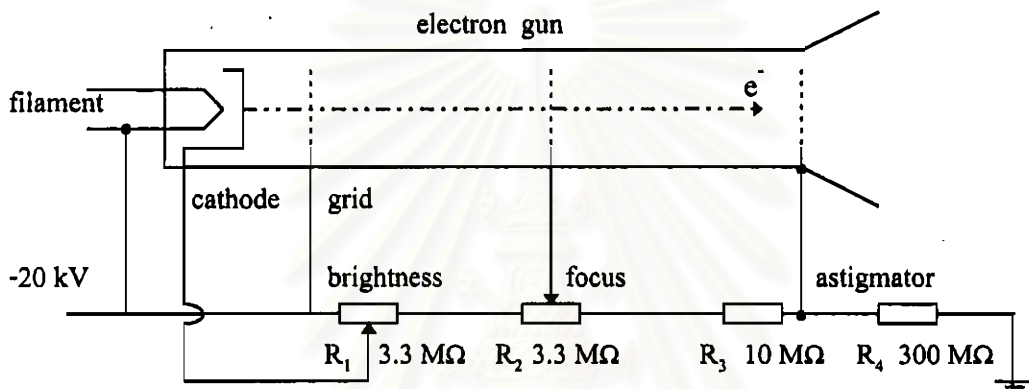 electron gun
filament
e⁻
cathode grid
-20 kV brightness focus astigmator
R₁ 3.3 MΩ R₂ 3.3 MΩ R₃ 10 MΩ R₄ 300 MΩ